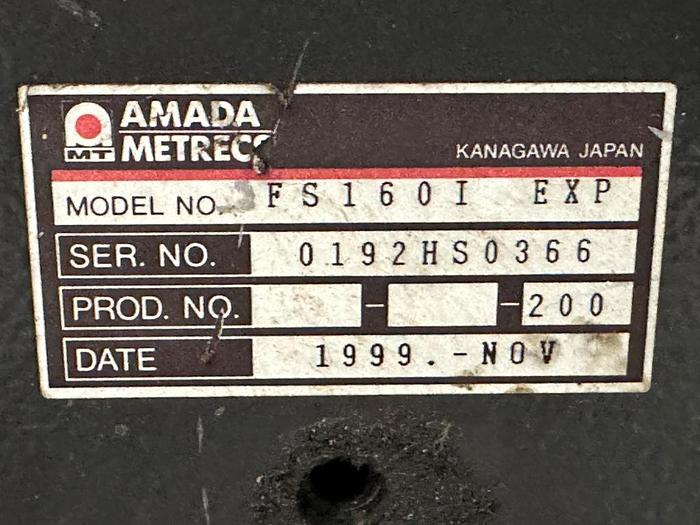 AMADA
MT METRECS
KANAGAWA JAPAN
MODEL NO. FS160I EXP
SER. NO. 0192HS0366
PROD. NO. - -200
DATE 1999.-NOV